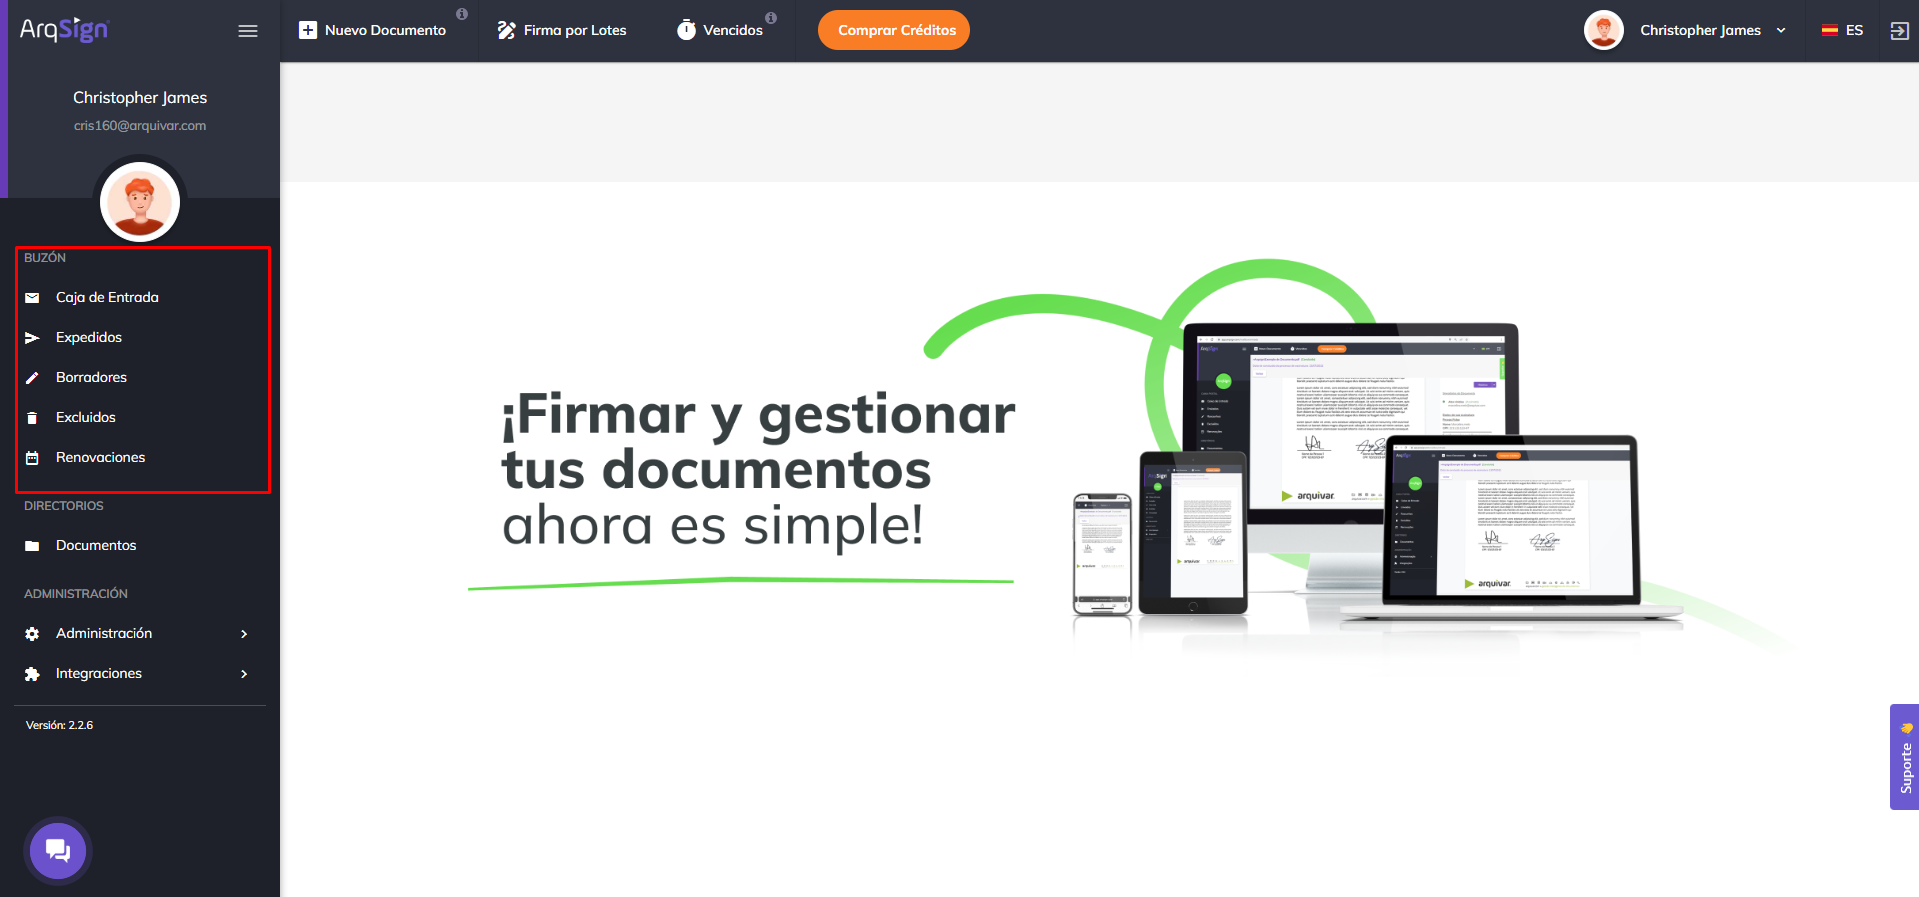 ArqSign
Nuevo Documento
Firma por Lotes
Vencidos
Comprar Créditos
Christopher James
ES
Christopher James
cris160@arquivar.com
BUZÓN
Caja de Entrada
Expedidos
Borradores
Excluidos
Renovaciones
DIRECTORIOS
Documentos
ADMINISTRACIÓN
Administración
Integraciones
Versión: 2.2.6
¡Firmar y gestionar
tus documentos
ahora es simple!
arquivar
arquivar
arquivar
Suporte